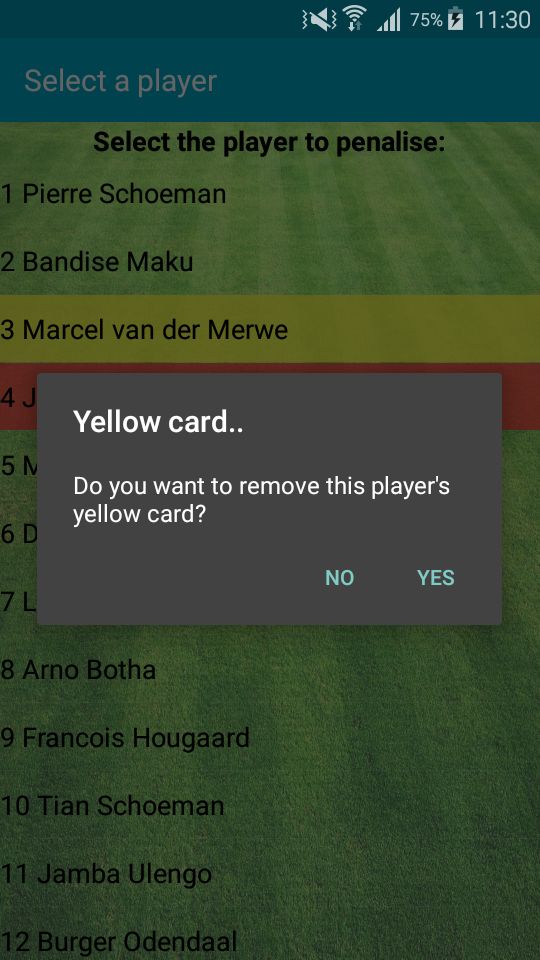 75% 11:30
Select a player
Select the player to penalise:
1 Pierre Schoeman
2 Bandise Maku
3 Marcel van der Merwe
4 J
Yellow card..
5 M
Do you want to remove this player's
yellow card?
6 D
NO YES
7 L
8 Arno Botha
9 Francois Hougaard
10 Tian Schoeman
11 Jamba Ulengo
12 Burger Odendaal